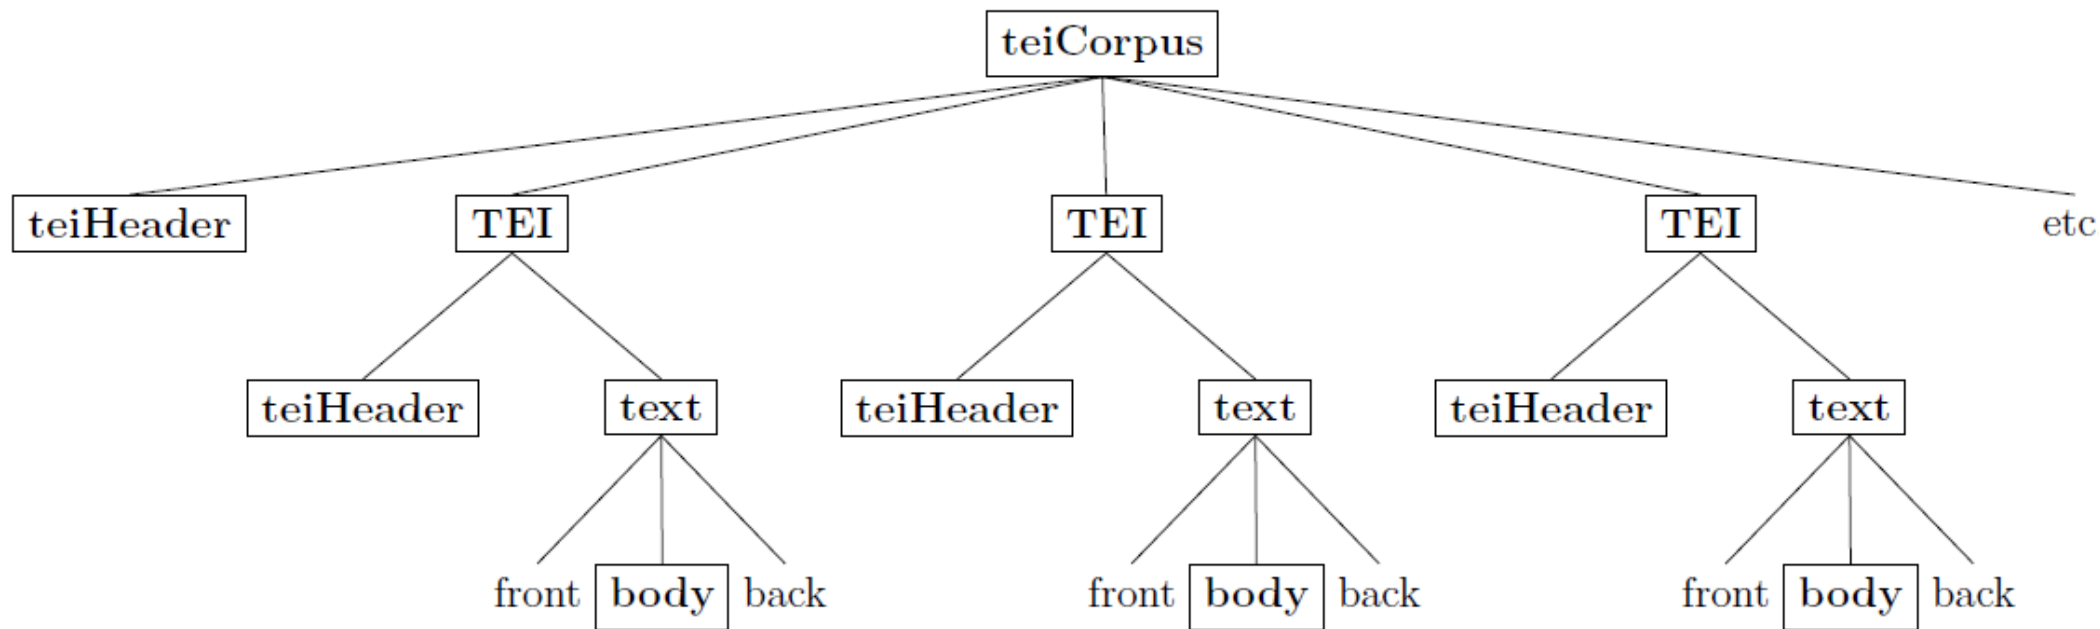 teiCorpus
teiHeader TEI TEI TEI etc
teiHeader text teiHeader text teiHeader text
front body back front body back front body back